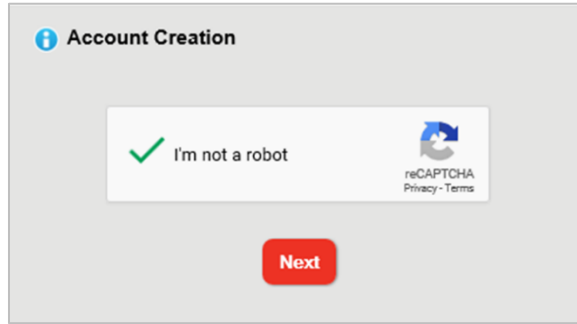 Account Creation
I'm not a robot
reCAPTCHA
Privacy - Terms
Next